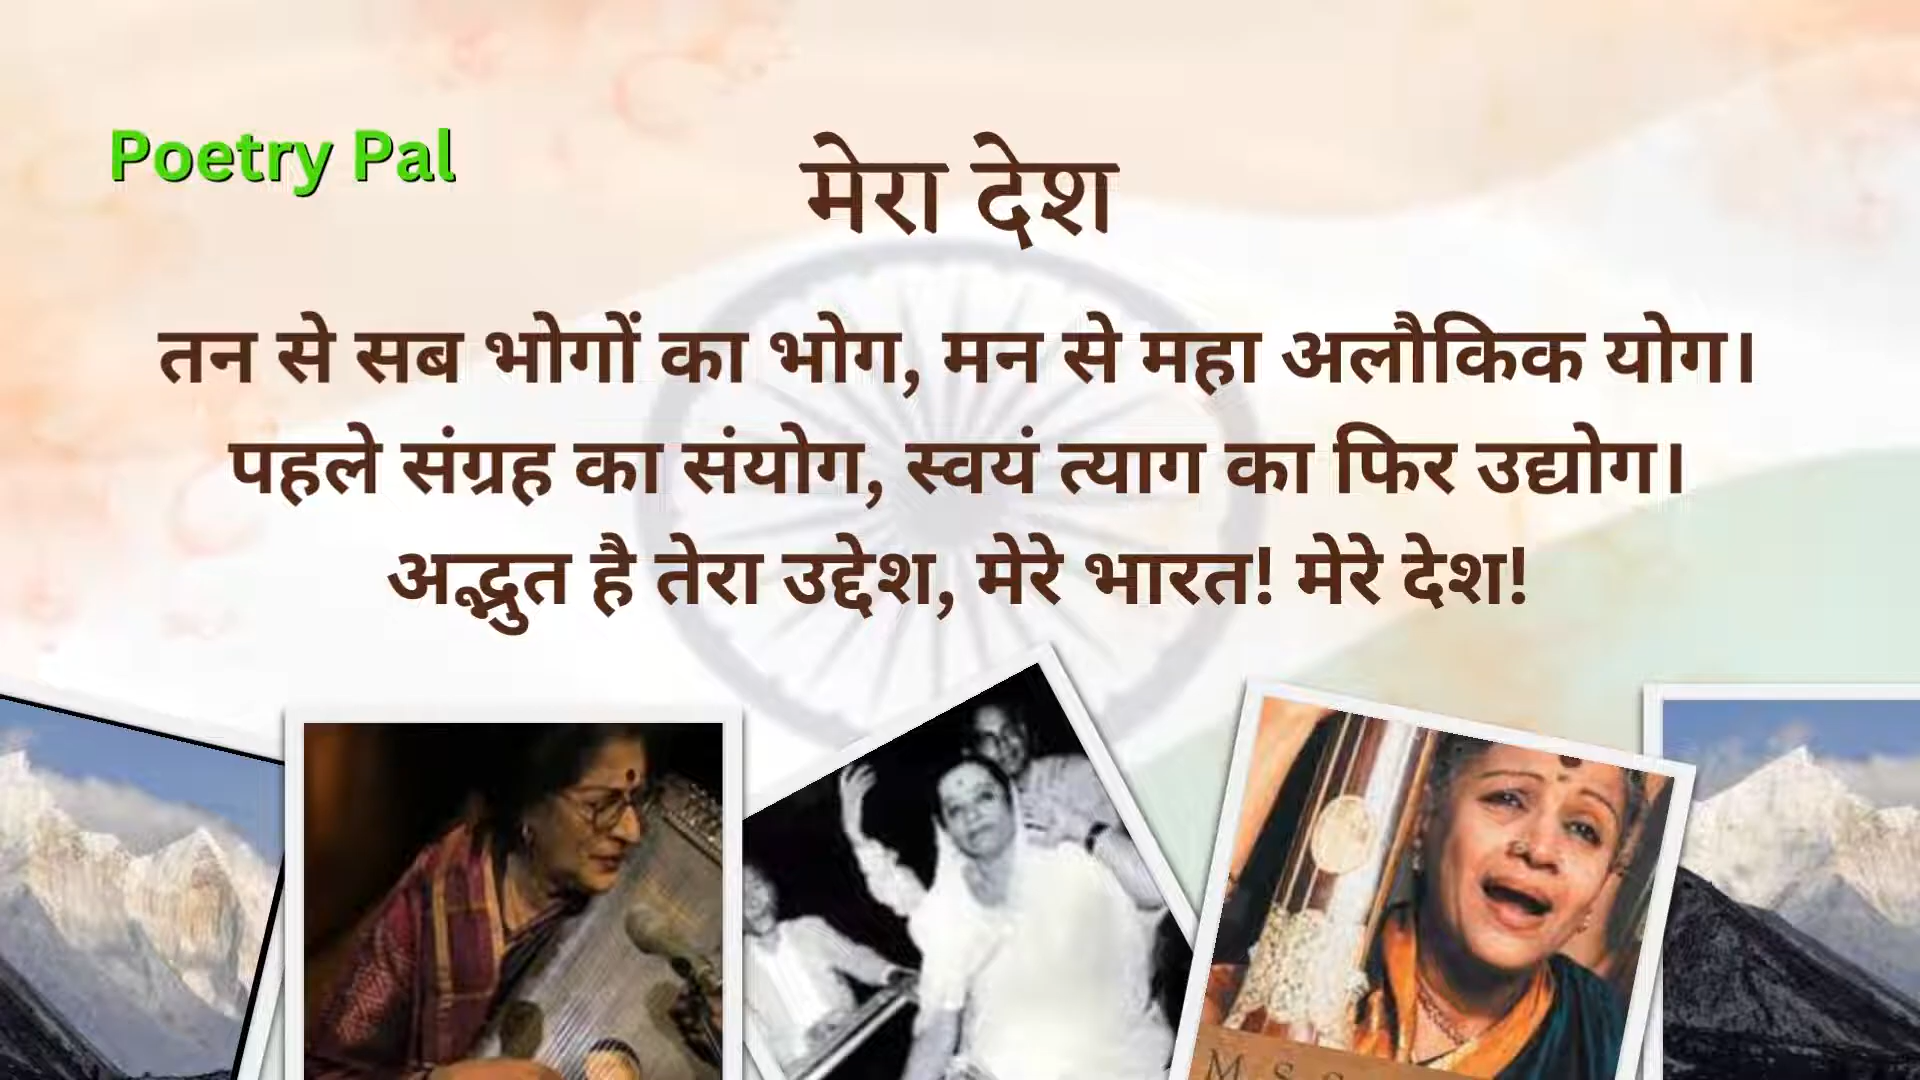 Poetry Pal
मेरा देश
तन से सब भोगों का भोग, मन से महा अलौकिक योग।
पहले संग्रह का संयोग, स्वयं त्याग का फिर उद्योग।
अद्भुत है तेरा उद्देश, मेरे भारत! मेरे देश!